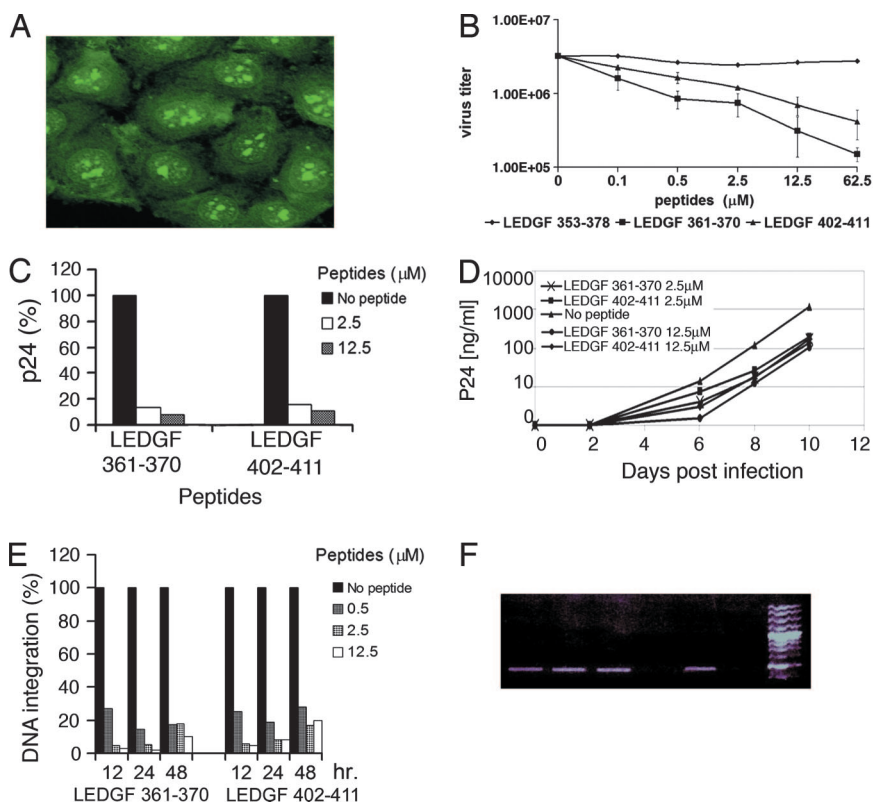 A
B
1.00E+07
1.00E+06
1.00E+05
virus titer
0 0.1 0.5 2.5 12.5 62.5
peptides (μM)
LEDGF 353-378 LEDGF 361-370 LEDGF 402-411
C
120
100
80
60
40
20
0
p24 (%)
Peptides (μM)
No peptide
2.5
12.5
LEDGF 361-370
LEDGF 402-411
Peptides
D
10000
1000
100
10
0
P24 [ng/ml]
LEDGF 361-370 2.5μM
LEDGF 402-411 2.5μM
No peptide
LEDGF 361-370 12.5μM
LEDGF 402-411 12.5μM
0 2 4 6 8 10 12
Days post infection
E
120
100
80
60
40
20
0
DNA integration (%)
Peptides (μM)
No peptide
0.5
2.5
12.5
12 24 48 12 24 48 hr.
LEDGF 361-370 LEDGF 402-411
F